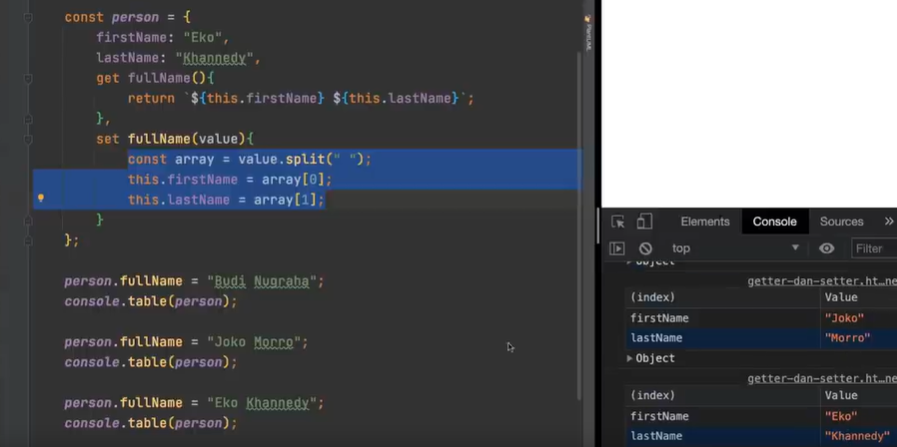 const person = {
firstName: "Eko",
lastName: "Khannedy",
get fullName(){
return `${this.firstName} ${this.lastName}`;
},
set fullName(value){
const array = value.split(" ");
this.firstName = array[0];
this.lastName = array[1];
}
};
person.fullName = "Budi Nugraha";
console.table(person);
person.fullName = "Joko Morro";
console.table(person);
person.fullName = "Eko Khannedy";
console.table(person);
PlantUML
Elements Console Sources »
top Filter
Object
getter-dan-setter.ht…ne
(index) Value
firstName "Joko"
lastName "Morro"
Object
getter-dan-setter.ht…ne
(index) Value
firstName "Eko"
lastName "Khannedy"